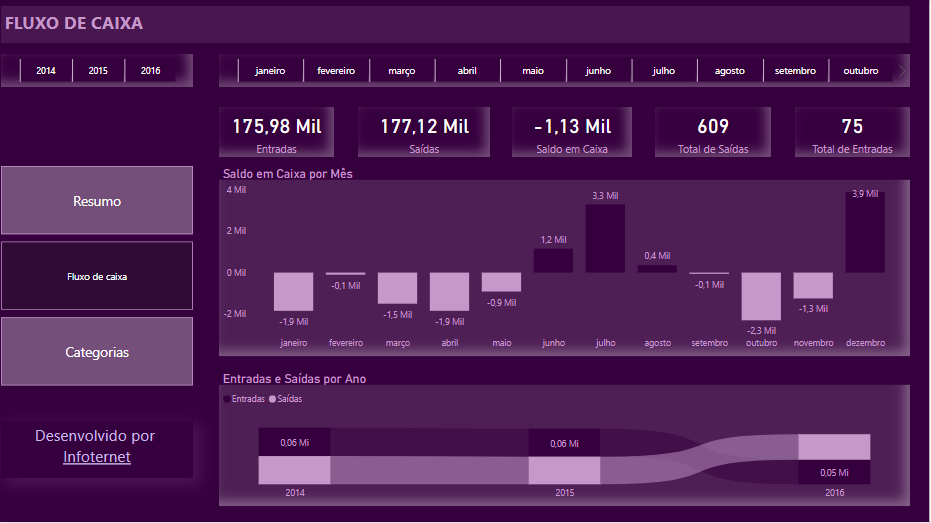 FLUXO DE CAIXA
2014 2015 2016
janeiro fevereiro março abril maio junho julho agosto setembro outubro
175,98 Mil
Entradas
177,12 Mil
Saídas
-1,13 Mil
Saldo em Caixa
609
Total de Saídas
75
Total de Entradas
Resumo
Fluxo de caixa
Categorias
Desenvolvido por
Infoternet
Saldo em Caixa por Mês
4 Mil
2 Mil
0 Mil
-2 Mil
-1,9 Mil
-0,1 Mil
-1,5 Mil
-1,9 Mil
-0,9 Mil
1,2 Mil
3,3 Mil
0,4 Mil
-0,1 Mil
-2,3 Mil
-1,3 Mil
3,9 Mil
janeiro fevereiro março abril maio junho julho agosto setembro outubro novembro dezembro
Entradas e Saídas por Ano
Entradas Saídas
0,06 Mi
0,06 Mi
0,05 Mi
2014 2015 2016